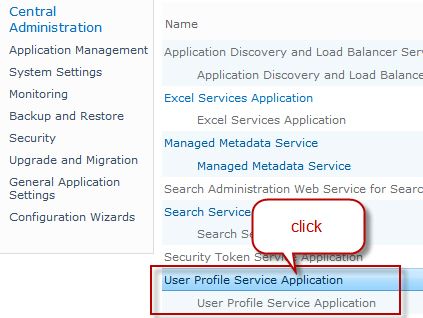 Central
Administration
Application Management
System Settings
Monitoring
Backup and Restore
Security
Upgrade and Migration
General Application
Settings
Configuration Wizards
Name
Application Discovery and Load Balancer Serv
Application Discovery and Load Balancer
Excel Services Application
Excel Services Application
Managed Metadata Service
Managed Metadata Service
Search Administration Web Service for Searc
Search Service
Search Se
click
Security Token Service Application
User Profile Service Application
User Profile Service Application